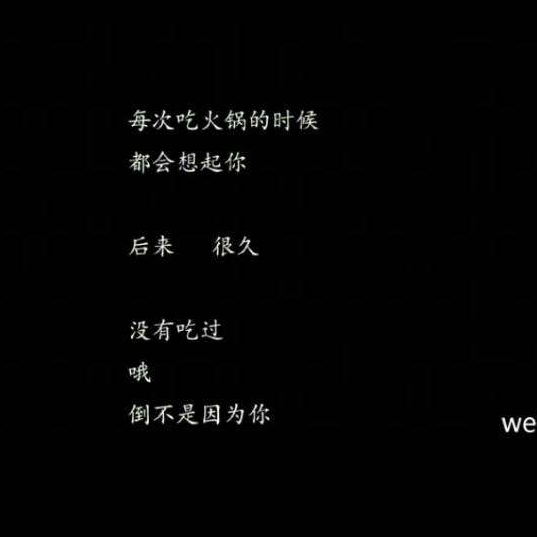 每次吃火锅的时候
都会想起你
后来 很久
没有吃过
哦
倒不是因为你
we